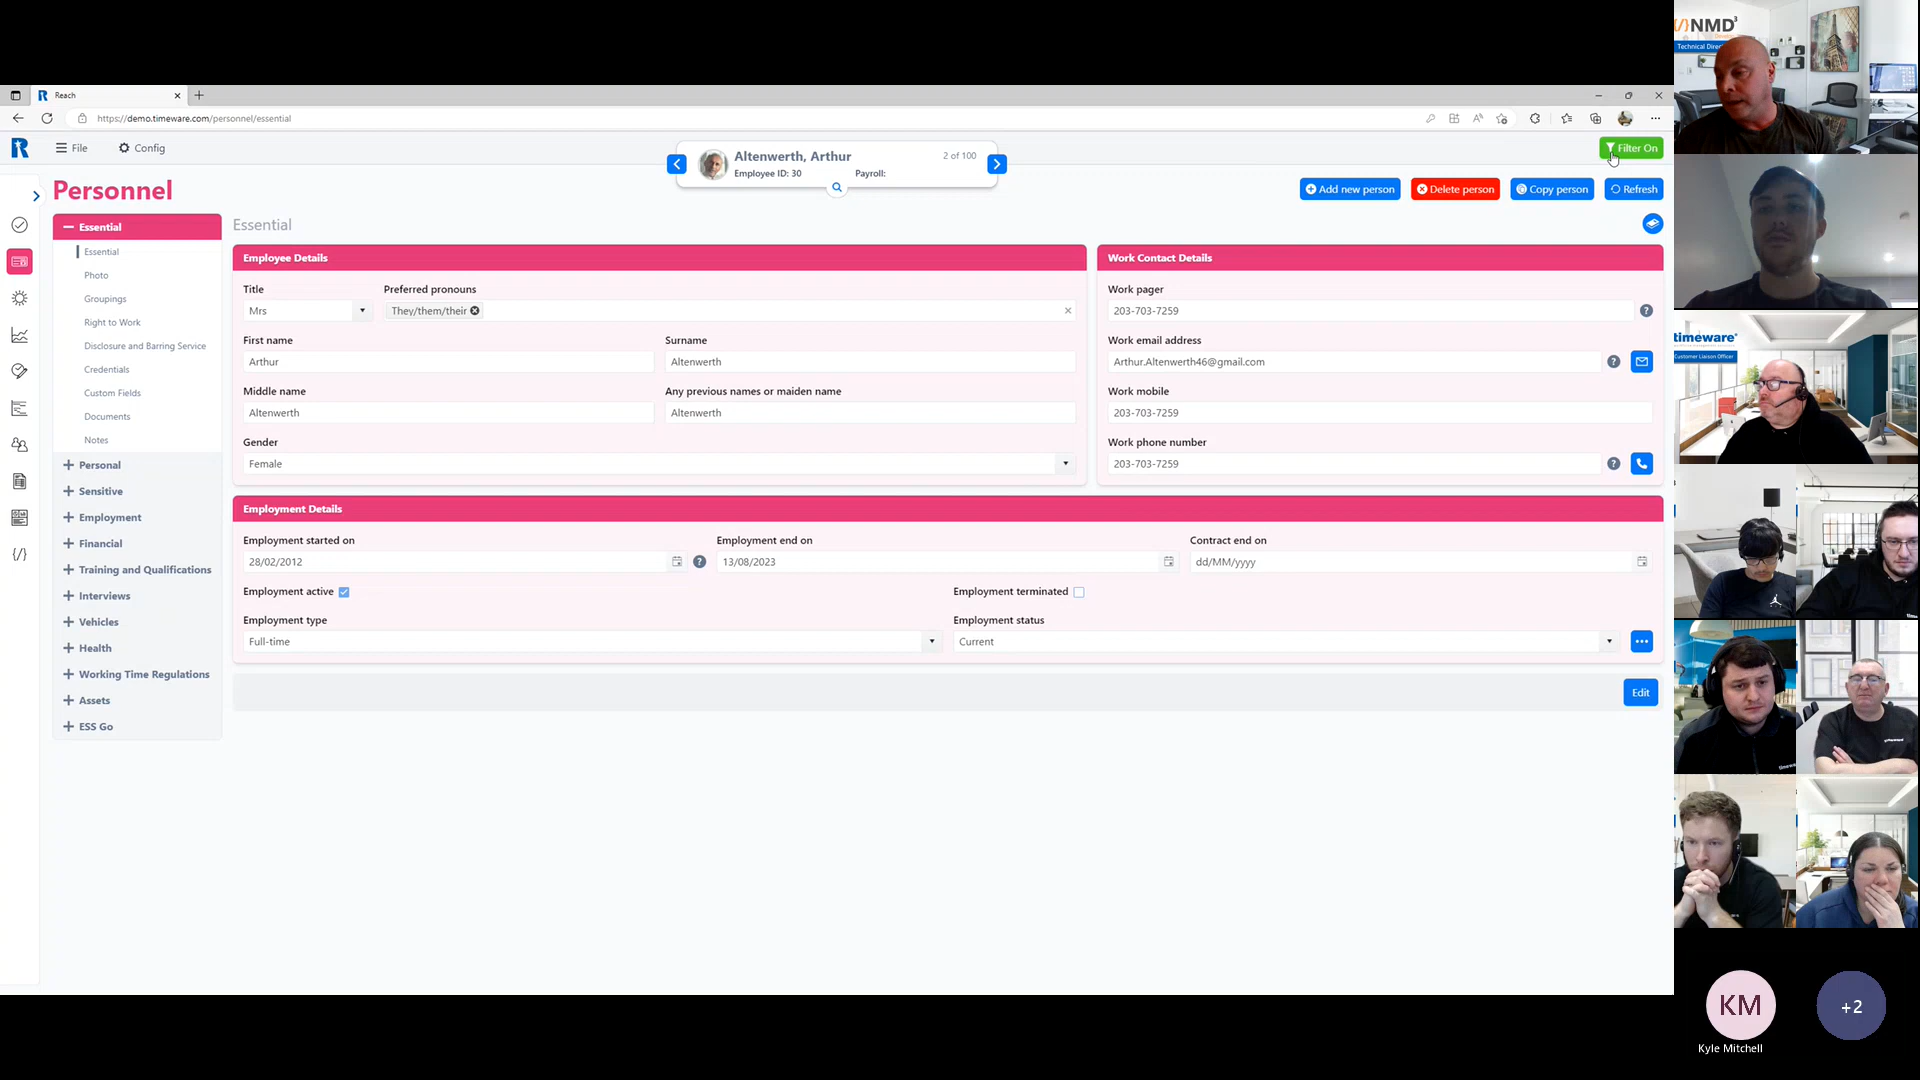 Reach
https://demo.timeware.com/personnel/essential
File
Config
Altenwerth, Arthur
2 of 100
Employee ID: 30
Payroll:
Filter On
Personnel
Add new person
Delete person
Copy person
Refresh
Essential
Essential
Photo
Groupings
Right to Work
Disclosure and Barring Service
Credentials
Custom Fields
Documents
Notes
Personal
Sensitive
Employment
Financial
Training and Qualifications
Interviews
Vehicles
Health
Working Time Regulations
Assets
ESS Go
Essential
Employee Details
Title
Preferred pronouns
Mrs
They/them/their
First name
Surname
Arthur
Altenwerth
Middle name
Any previous names or maiden name
Altenwerth
Altenwerth
Gender
Female
Work Contact Details
Work pager
203-703-7259
Work email address
Arthur.Altenwerth46@gmail.com
Work mobile
203-703-7259
Work phone number
203-703-7259
Employment Details
Employment started on
Employment end on
Contract end on
28/02/2012
13/08/2023
dd/MM/yyyy
Employment active
Employment terminated
Employment type
Employment status
Full-time
Current
Edit
NMD³
timeware®
Customer Liaison Officer
KM
+2
Kyle Mitchell